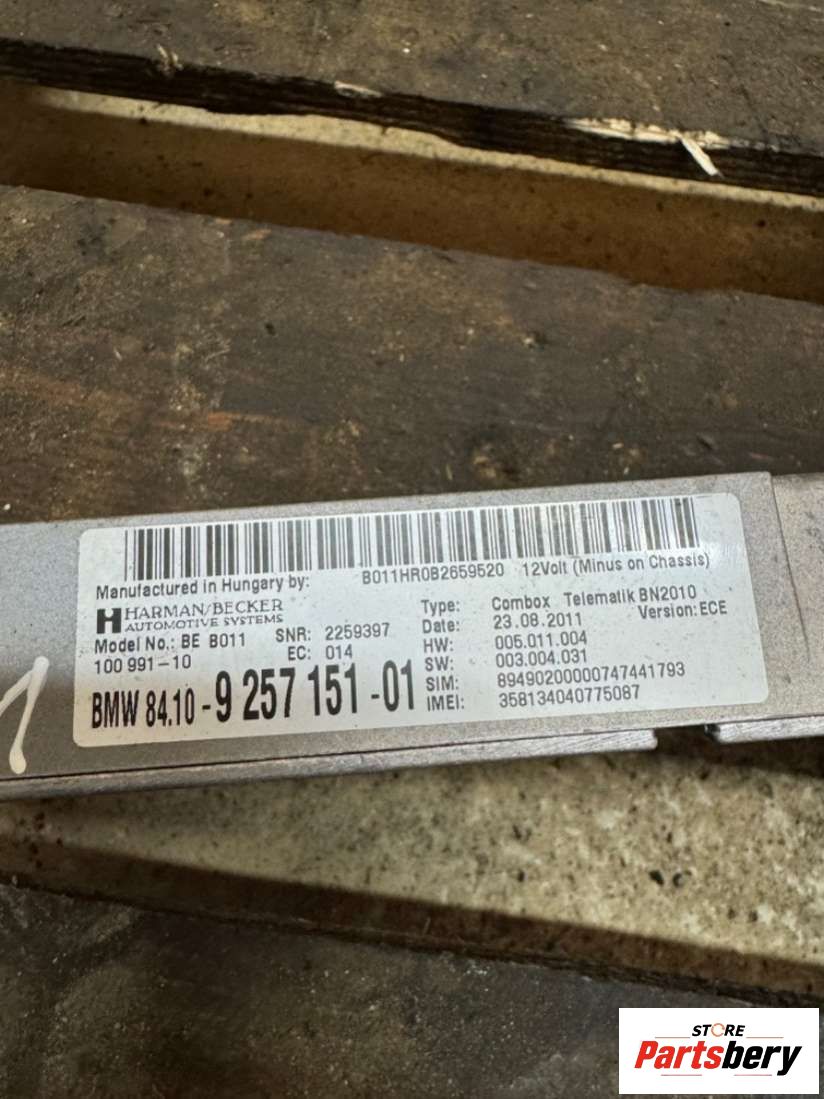 B011HR0B2659520 12Volt (Minus on Chassis)
Manufactured in Hungary by:
HARMAN/BECKER
AUTOMOTIVE SYSTEMS
Model No.: BE B011 SNR: 2259397
100 991-10 EC: 014
BMW 84.10 - 9 257 151 - 01
Type: Combox Telematik BN2010
Date: 23.08.2011 Version: ECE
HW: 005.011.004
SW: 003.004.031
SIM: 89490200000747441793
IMEI: 358134040775087
1
STORE
Partsbery